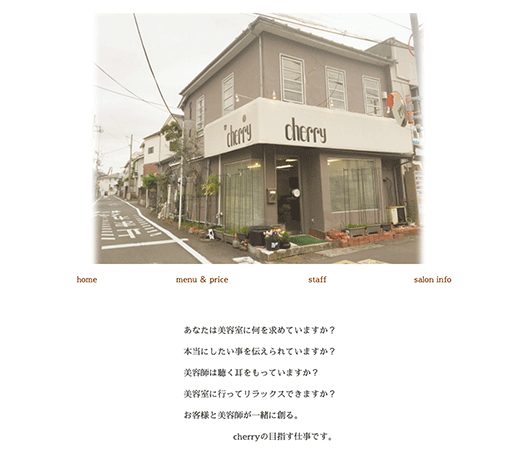 cherry
cherry
home
menu & price
staff
salon info
あなたは美容室に何を求めていますか？
本当にしたい事を伝えられていますか？
美容師は聴く耳をもっていますか？
美容室に行ってリラックスできますか？
お客様と美容師が一緒に創る。
cherryの目指す仕事です。